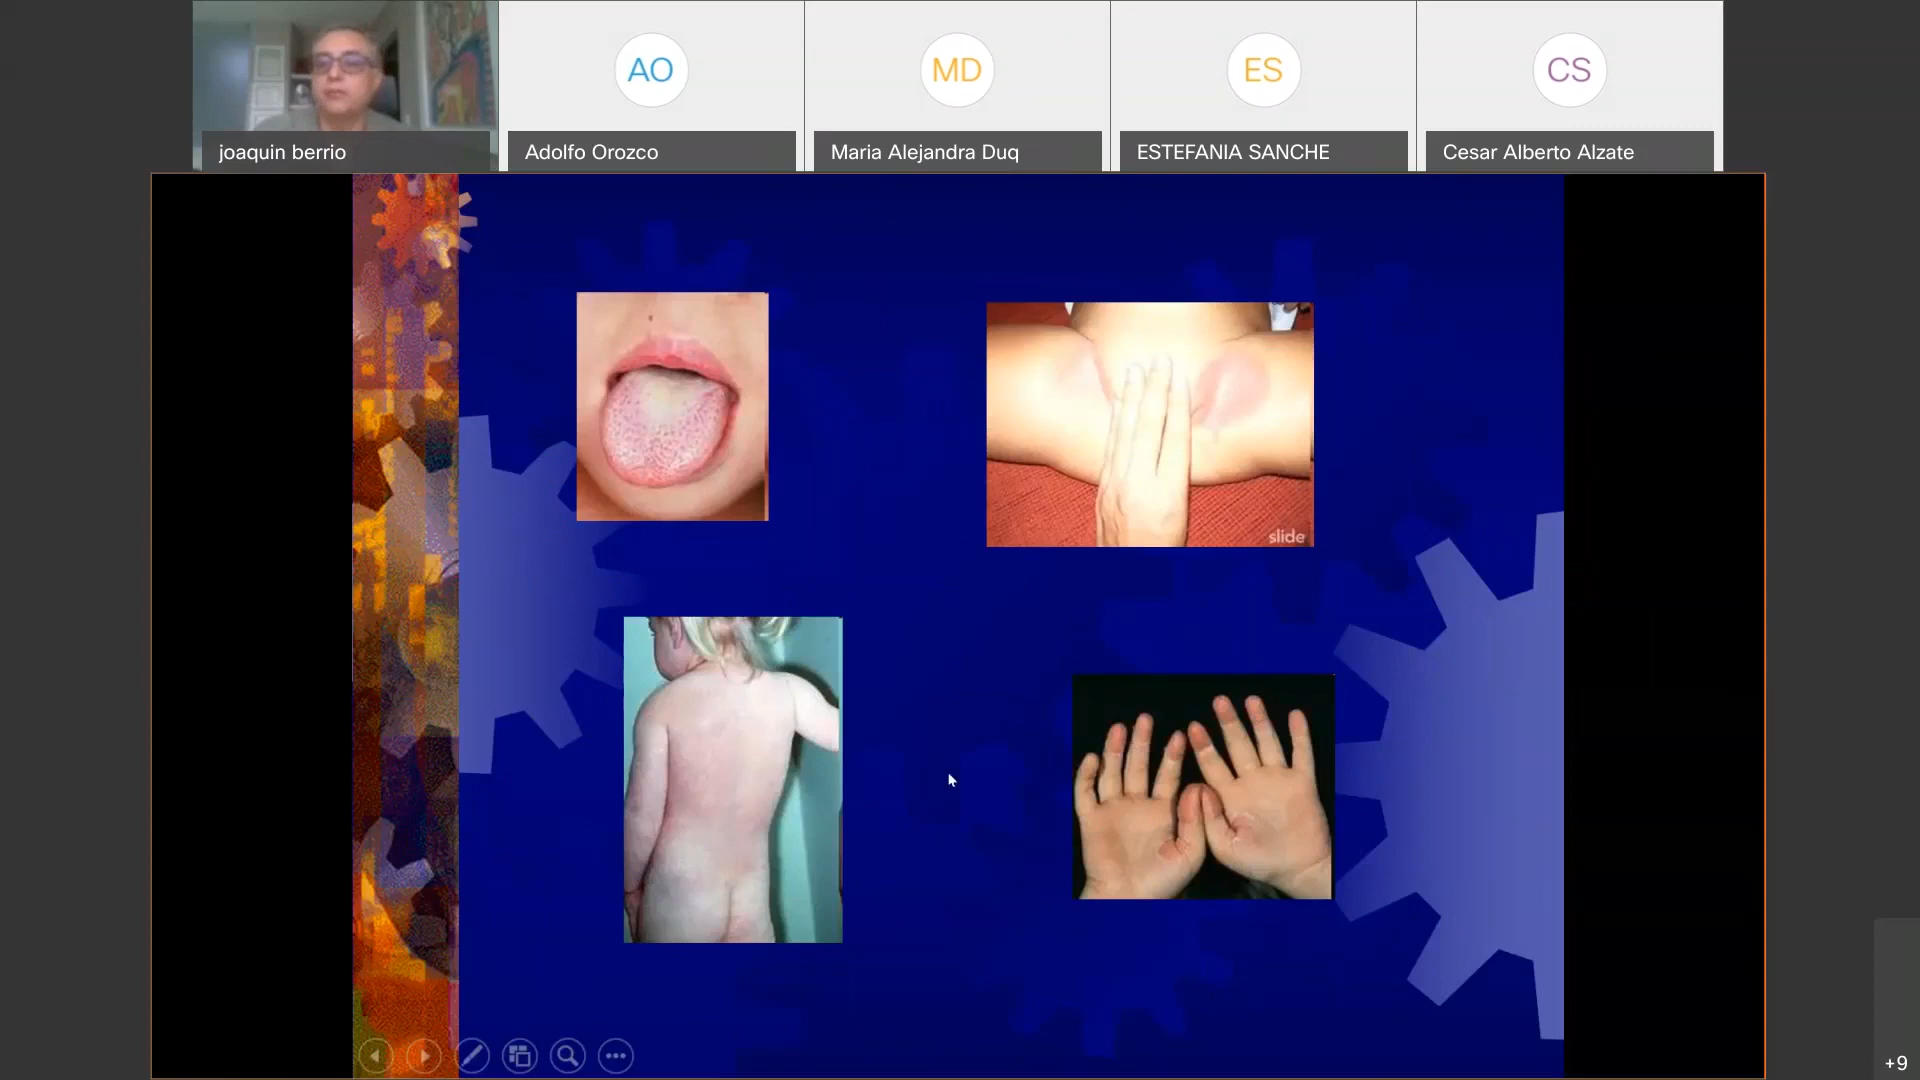 AO
MD
ES
CS
joaquin berrio
Adolfo Orozco
Maria Alejandra Duq
ESTEFANIA SANCHE
Cesar Alberto Alzate
slide
+9